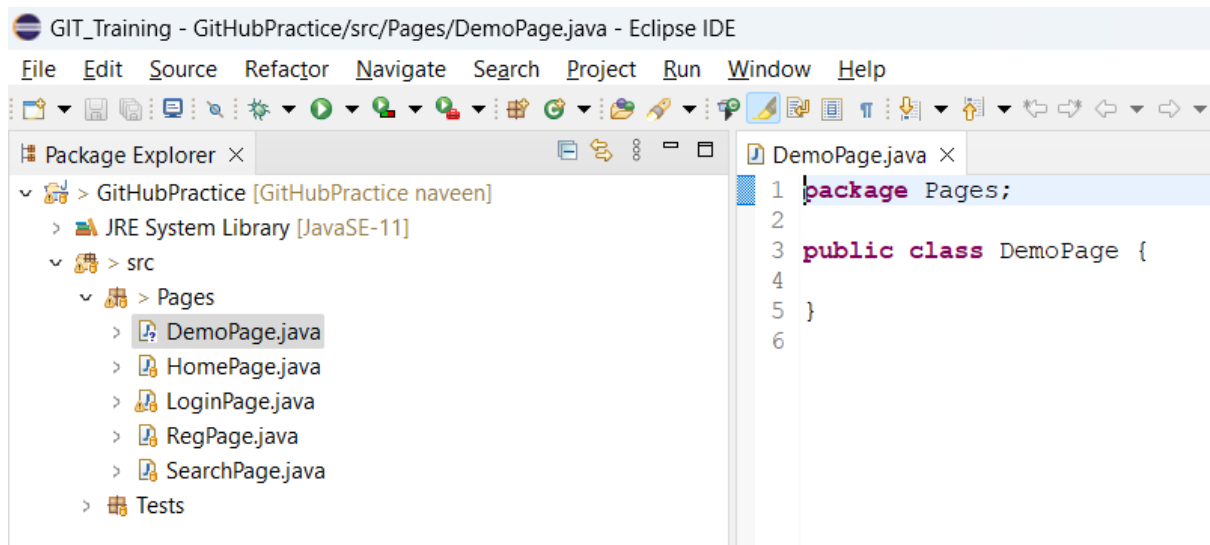 GIT_Training - GitHubPractice/src/Pages/DemoPage.java - Eclipse IDE
File Edit Source Refactor Navigate Search Project Run Window Help
Package Explorer
> GitHubPractice [GitHubPractice naveen]
JRE System Library [JavaSE-11]
> src
> Pages
DemoPage.java
HomePage.java
LoginPage.java
RegPage.java
SearchPage.java
Tests
DemoPage.java
1 package Pages;
2
3 public class DemoPage {
4
5 }
6